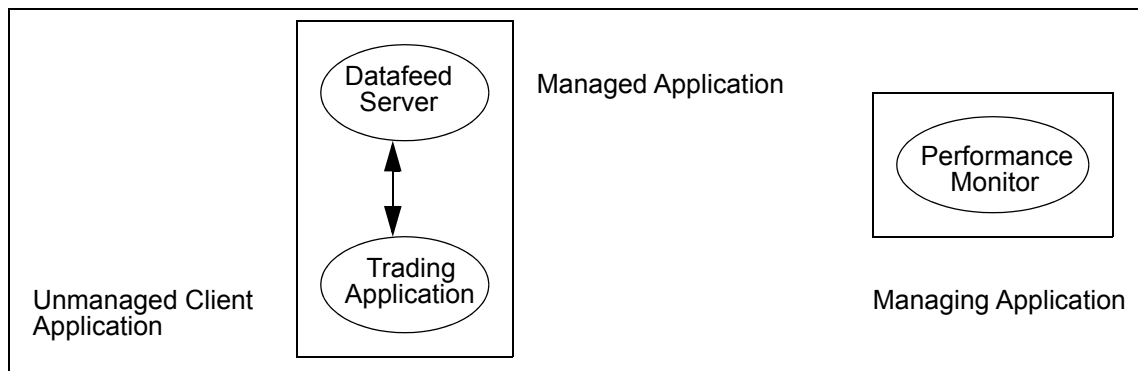 Datafeed
Server
Managed Application
Performance
Monitor
Trading
Application
Unmanaged Client
Application
Managing Application